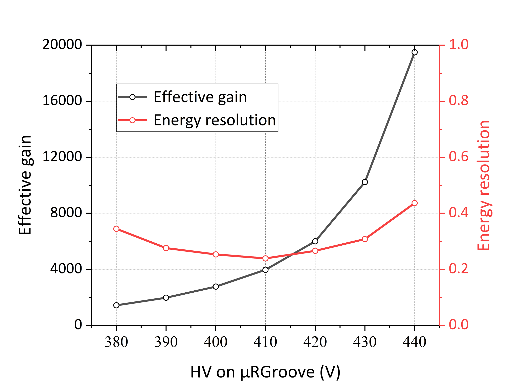 20000
16000
12000
8000
4000
0
Effective gain
1.0
0.8
0.6
0.4
0.2
0.0
Energy resolution
Effective gain
Energy resolution
380 390 400 410 420 430 440
HV on μRGroove (V)